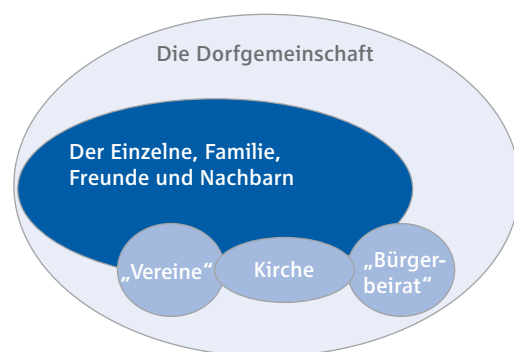 Die Dorfgemeinschaft
Der Einzelne, Familie,
Freunde und Nachbarn
„Vereine“
Kirche
„Bürger-
beirat“